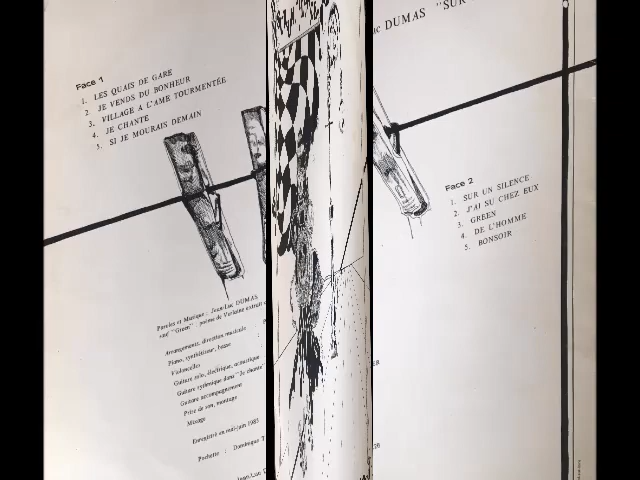 Face 1
1. LES QUAIS DE GARE
2. JE VENDS DU BONHEUR
3. VILLAGE A L'AME TOURMENTÉE
4. JE CHANTE
5. SI JE MOURAIS DEMAIN
DUMAS "SUR
Face 2
1. SUR UN SILENCE
2. J'AI SU CHEZ EUX
3. GREEN
4. DE L'HOMME
5. BONSOIR
Paroles et Musique : Jean-Luc DUMAS
"Green" : poème de Verlaine extrait
Arrangements, direction musicale
Piano, synthétiseur, basse
Violoncelles
Guitare solo, électrique, acoustique
Guitare rythmique dans "Je chante"
Guitare accompagnement
Prise de son, montage
Mixage
Enregistré en mai-juin 1985
Pochette : Dominique T